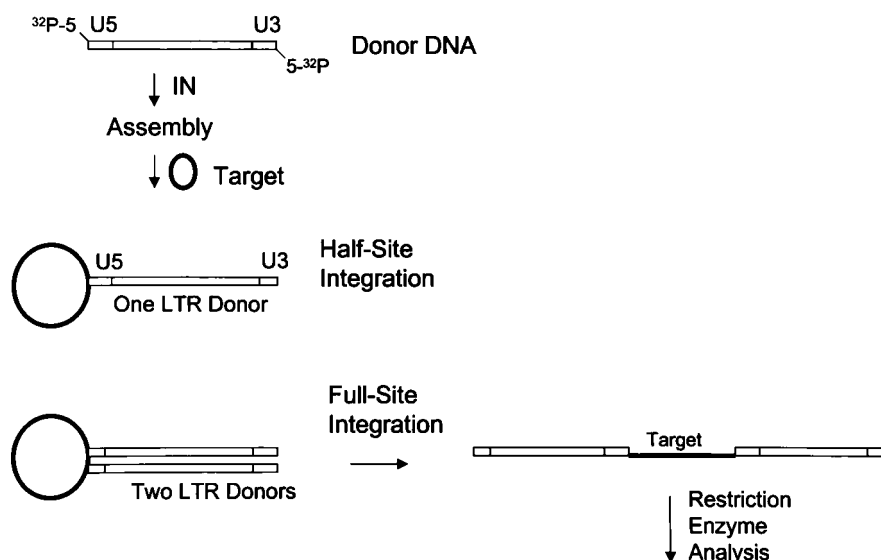 ³²P-5 U5 U3
5-³²P
Donor DNA
IN
Assembly
Target
U5 U3
One LTR Donor
Half-Site
Integration
Full-Site
Integration
Two LTR Donors
Target
Restriction
Enzyme
Analysis